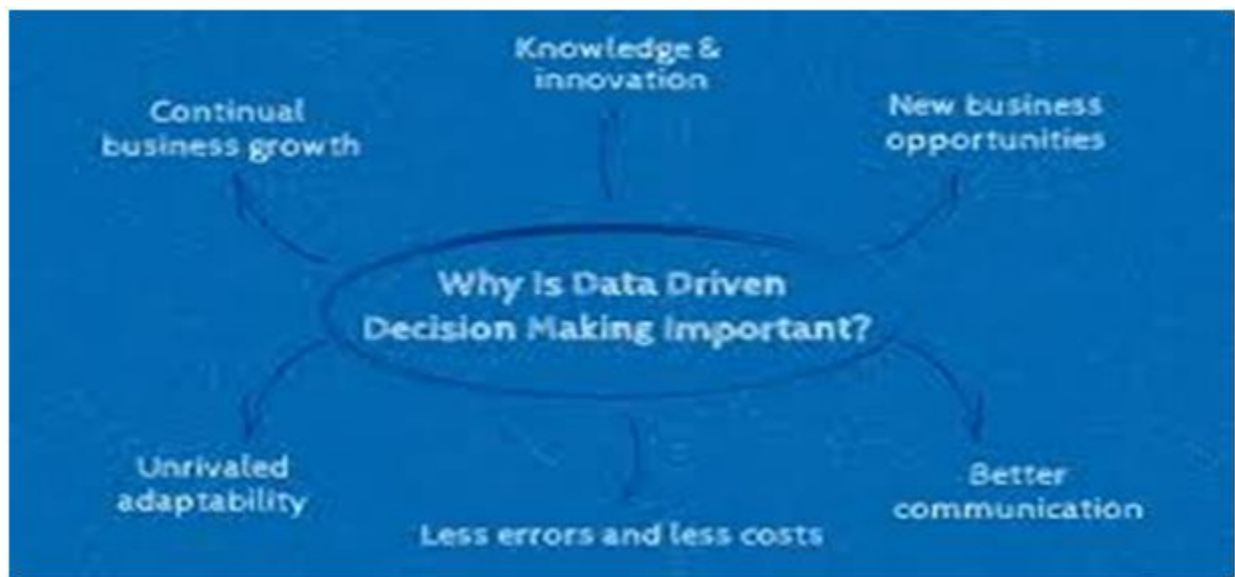 Knowledge &
innovation
Continual
business growth
New business
opportunities
Why Is Data Driven
Decision Making Important?
Unrivaled
adaptability
Less errors and less costs
Better
communication